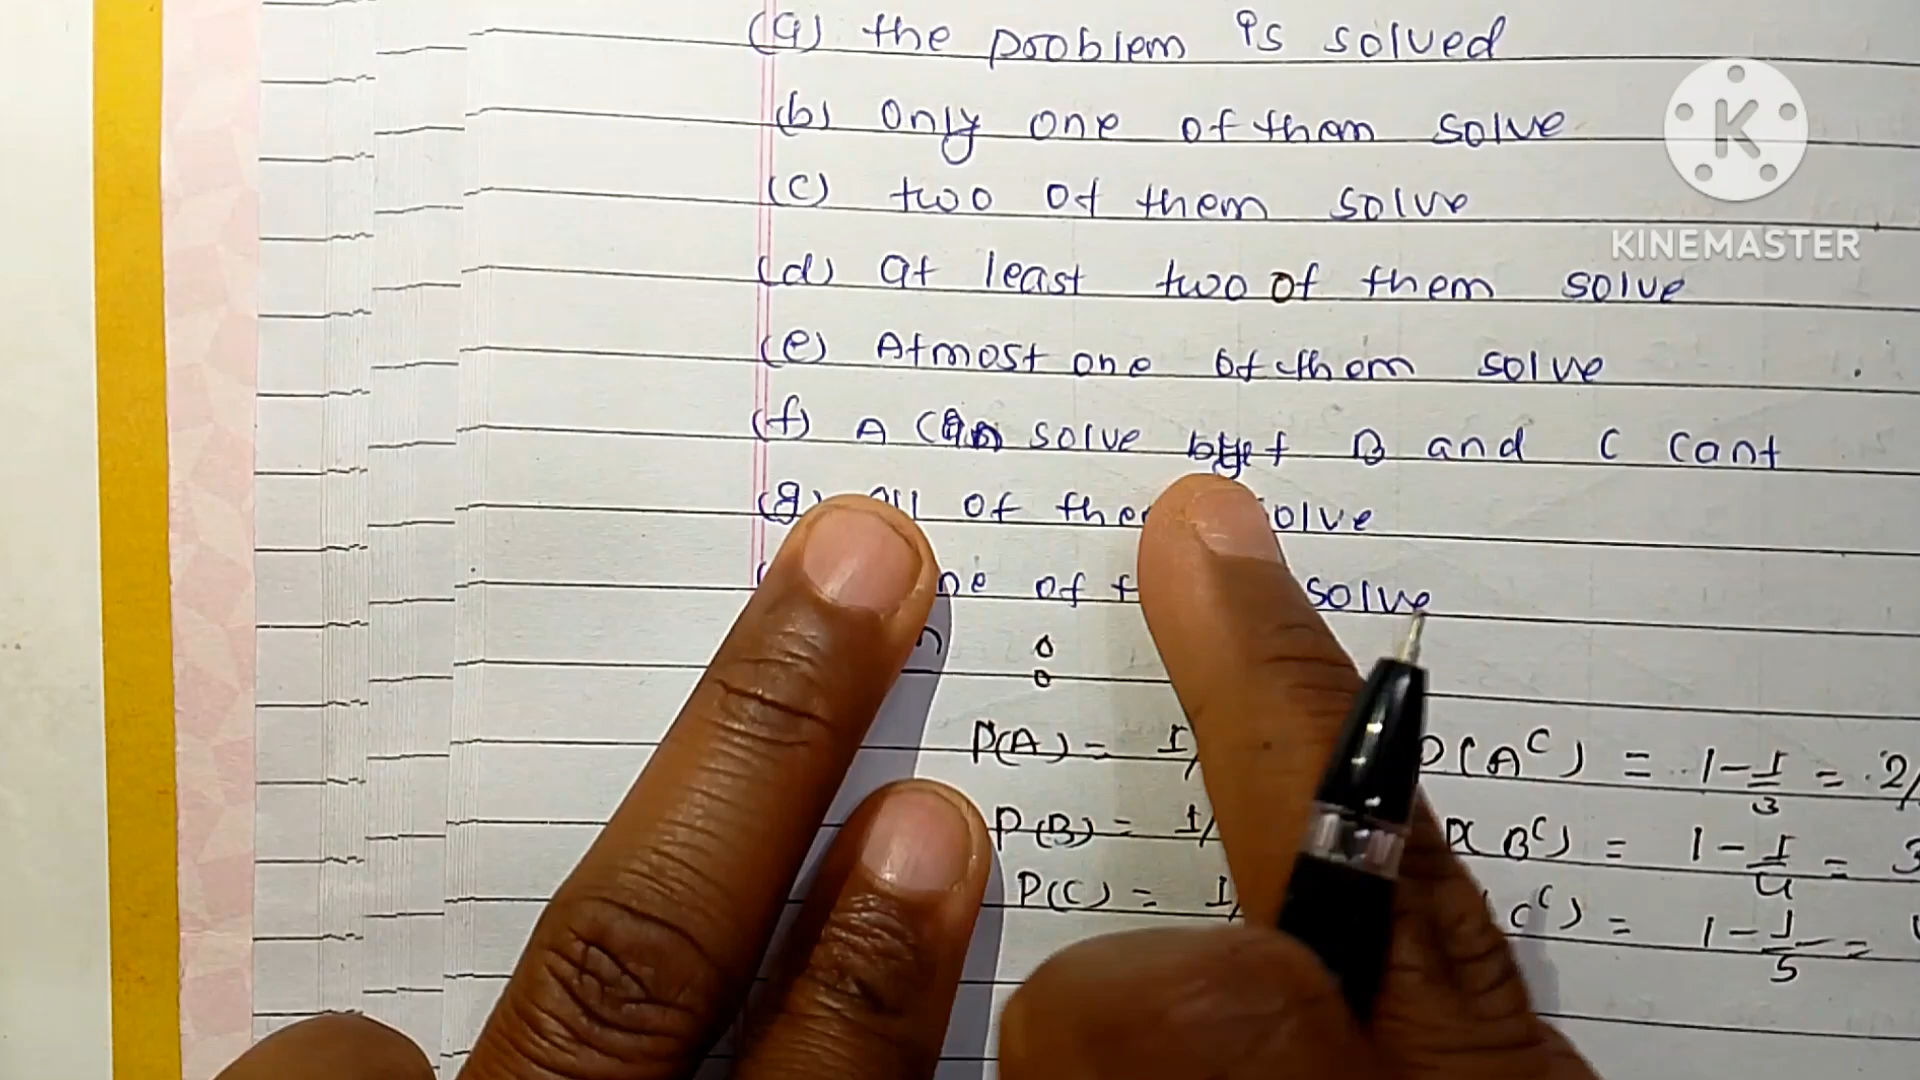 (a) the problem is solved
(b) only one of them solve
(c) two of them solve
(d) at least two of them solve
(e) Atmost one of them solve
(f) A can solve but B and C cant
(g) all of them solve
of solve
P(A) = 1/ P(A^C) = 1-1/3 = 2/
P(B) = 1/ P(B^C) = 1-1/4 = 3
P(C) = 1/ C^C) = 1-1/5 =
K
KINEMASTER